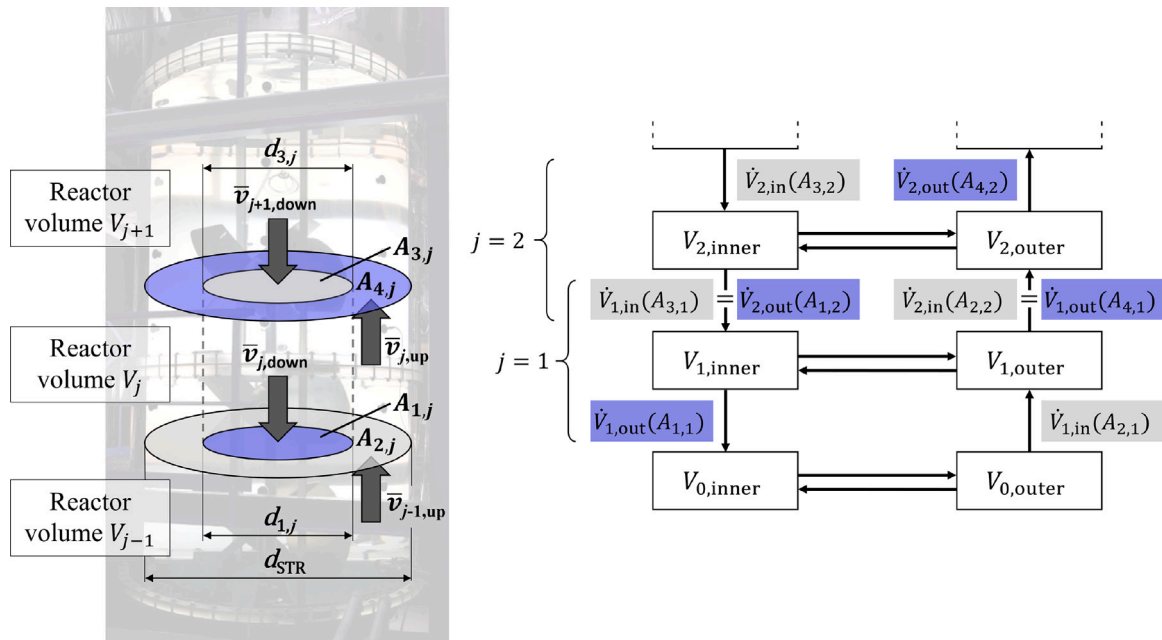 d₃,ⱼ
Reactor
volume Vⱼ₊₁
v̅ⱼ₊₁,down
A₃,ⱼ
A₄,ⱼ
Reactor
volume Vⱼ
v̅ⱼ,down
v̅ⱼ,up
A₁,ⱼ
A₂,ⱼ
Reactor
volume Vⱼ₋₁
v̅ⱼ₋₁,up
d₁,ⱼ
d_STR
V̇₂,in(A₃,₂)
V̇₂,out(A₄,₂)
j = 2
V₂,inner
V₂,outer
V̇₁,in(A₃,₁) = V̇₂,out(A₁,₂)
V̇₂,in(A₂,₂) = V̇₁,out(A₄,₁)
j = 1
V₁,inner
V₁,outer
V̇₁,out(A₁,₁)
V̇₁,in(A₂,₁)
V₀,inner
V₀,outer